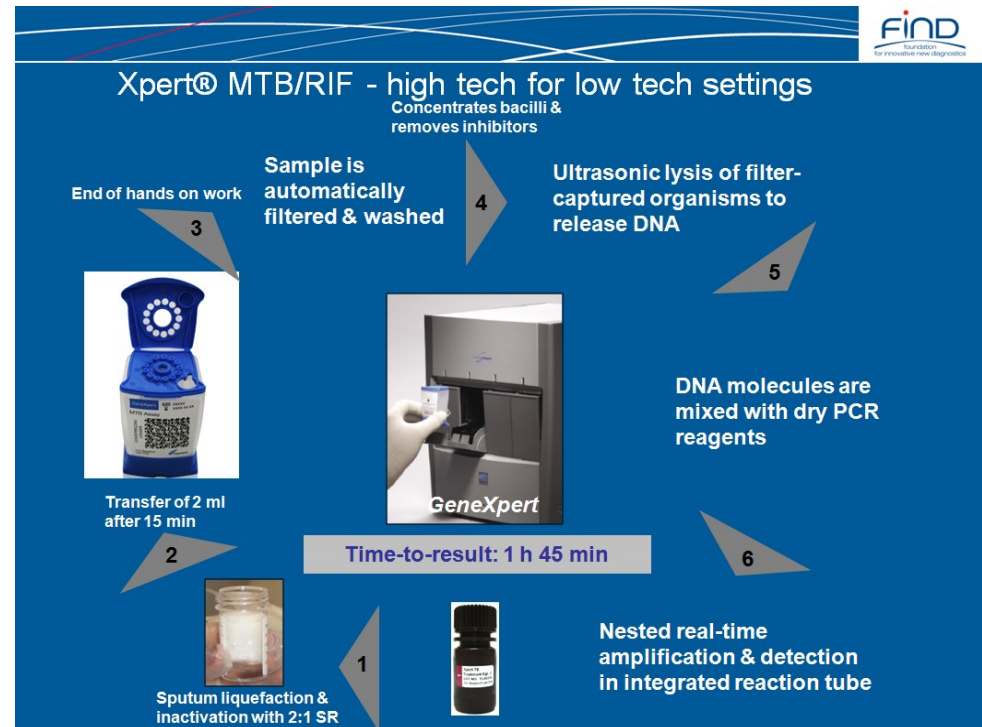 FIND
foundation
for innovative new diagnostics
Xpert® MTB/RIF - high tech for low tech settings
Concentrates bacilli &
removes inhibitors
Sample is
automatically
filtered & washed
4
Ultrasonic lysis of filter-
captured organisms to
release DNA
End of hands on work
3
5
GeneXpert
MTB Assay
DNA molecules are
mixed with dry PCR
reagents
GeneXpert
Transfer of 2 ml
after 15 min
2
Time-to-result: 1 h 45 min
6
1
Nested real-time
amplification & detection
in integrated reaction tube
Sputum liquefaction &
inactivation with 2:1 SR